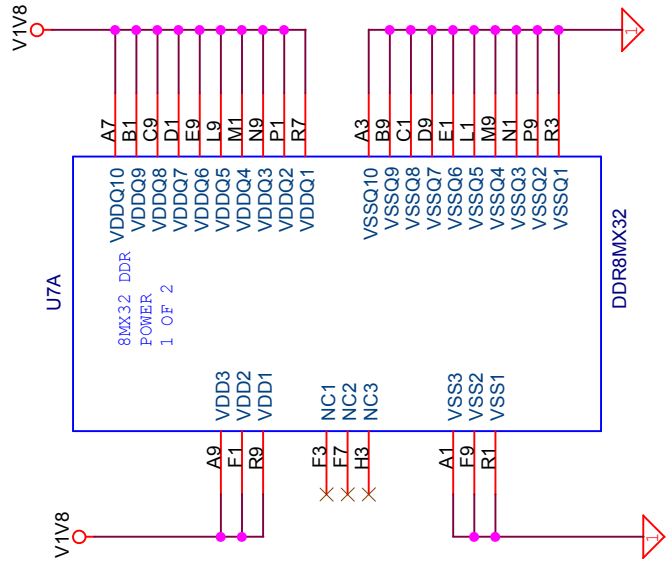 V1V8
1
A7
B1
C9
D1
E9
L9
M1
N9
P1
R7
A3
B9
C1
D9
E1
L1
M9
N1
P9
R3
VDDQ10
VDDQ9
VDDQ8
VDDQ7
VDDQ6
VDDQ5
VDDQ4
VDDQ3
VDDQ2
VDDQ1
VSSQ10
VSSQ9
VSSQ8
VSSQ7
VSSQ6
VSSQ5
VSSQ4
VSSQ3
VSSQ2
VSSQ1
U7A
8MX32 DDR
POWER
1 OF 2
DDR8MX32
VDD3
VDD2
VDD1
NC1
NC2
NC3
VSS3
VSS2
VSS1
A9
F1
R9
F3
F7
H3
A1
F9
R1
V1V8
1